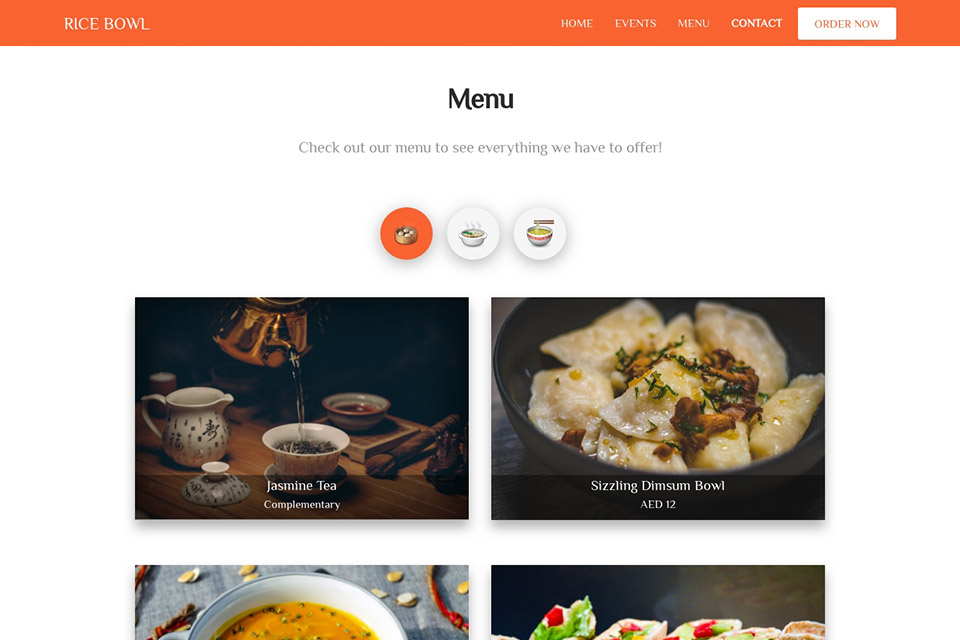 RICE BOWL
HOME EVENTS MENU CONTACT ORDER NOW
Menu
Check out our menu to see everything we have to offer!
Jasmine Tea
Complementary
Sizzling Dimsum Bowl
AED 12